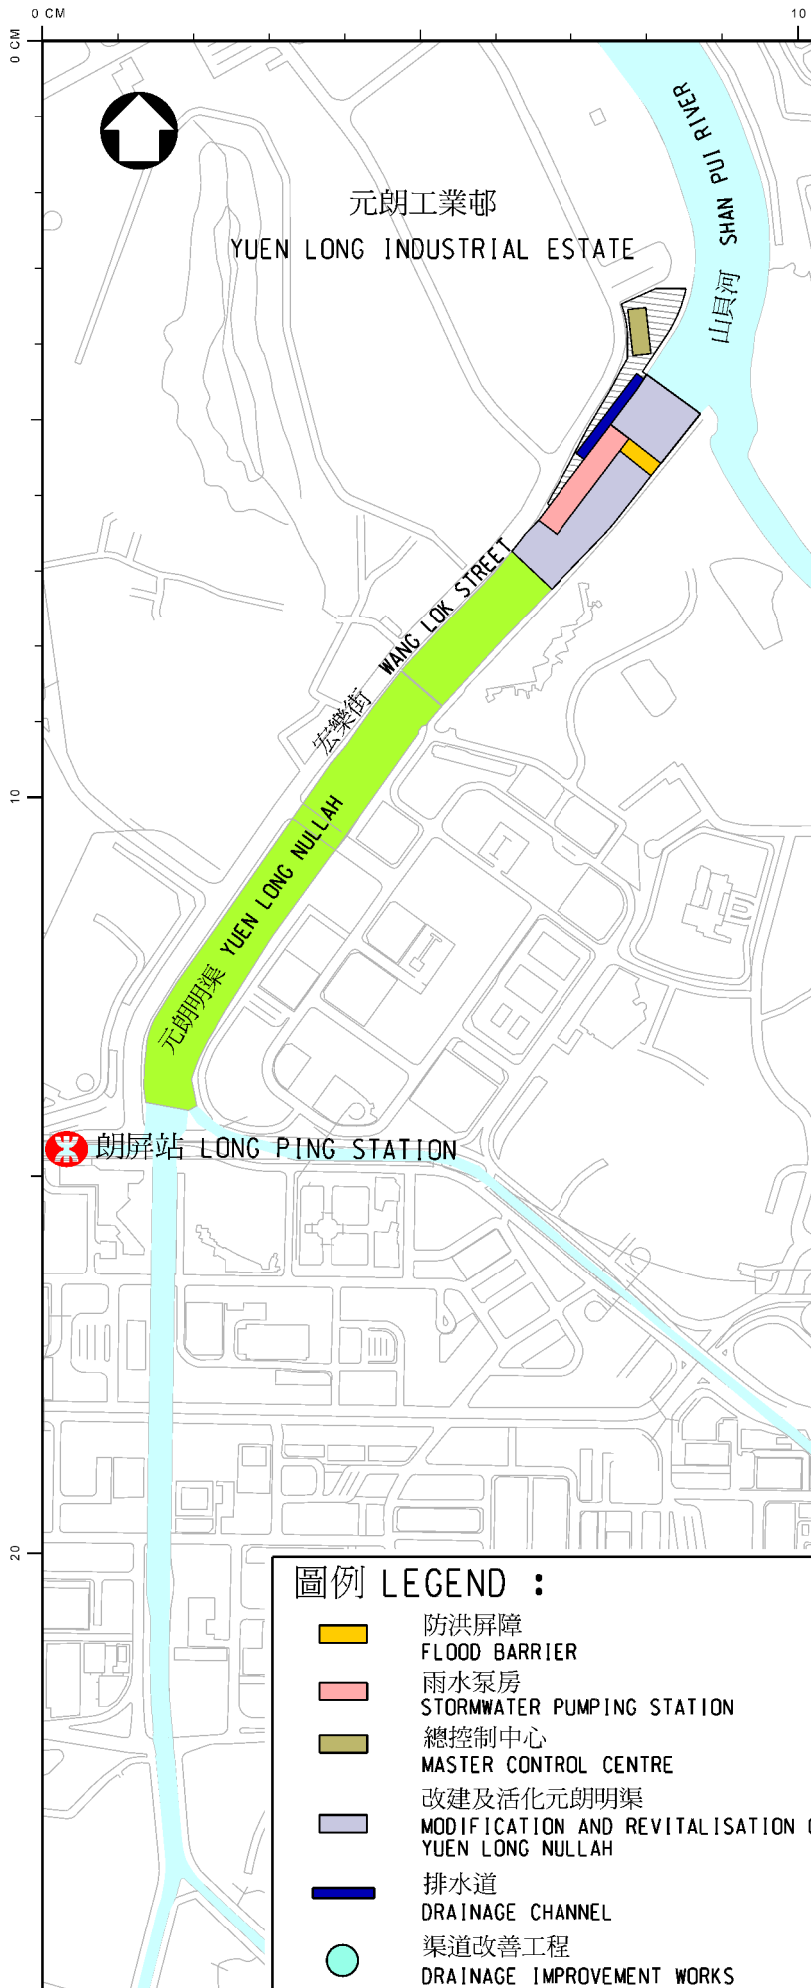 0 CM
10
0 CM
SHAN PUI RIVER
山貝河
元朗工業邨
YUEN LONG INDUSTRIAL ESTATE
WANG LOK STREET
宏樂街
10
元朗明渠 YUEN LONG NULLAH
朗屏站 LONG PING STATION
20
圖例 LEGEND :
防洪屏障
FLOOD BARRIER
雨水泵房
STORMWATER PUMPING STATION
總控制中心
MASTER CONTROL CENTRE
改建及活化元朗明渠
MODIFICATION AND REVITALISATION
YUEN LONG NULLAH
排水道
DRAINAGE CHANNEL
渠道改善工程
DRAINAGE IMPROVEMENT WORKS